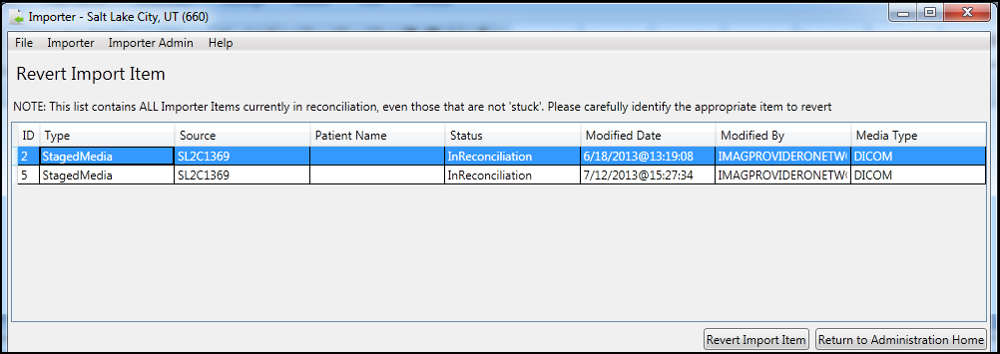 Importer - Salt Lake City, UT (660)
File Importer Importer Admin Help
Revert Import Item
NOTE: This list contains ALL Importer Items currently in reconciliation, even those that are not 'stuck'. Please carefully identify the appropriate item to revert
ID Type Source Patient Name Status Modified Date Modified By Media Type
2 StagedMedia SL2C1369 InReconciliation 6/18/2013@13:19:08 IMAGPROVIDERONETW DICOM
5 StagedMedia SL2C1369 InReconciliation 7/12/2013@15:27:34 IMAGPROVIDERONETW DICOM
Revert Import Item Return to Administration Home